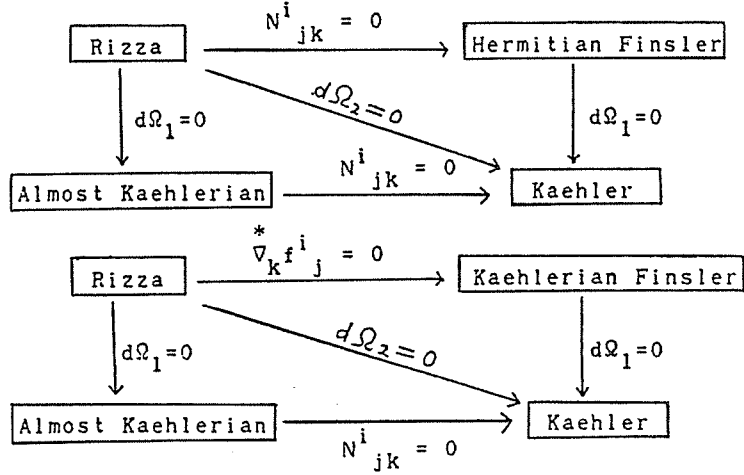 N^i_jk = 0
Rizza
Hermitian Finsler
dΩ_2=0
dΩ_1=0
dΩ_1=0
N^i_jk = 0
Almost Kaehlerian
Kaehler
*
∇_k f^i_j = 0
Rizza
Kaehlerian Finsler
dΩ_1=0
dΩ_2=0
dΩ_1=0
Almost Kaehlerian
Kaehler
N^i_jk = 0